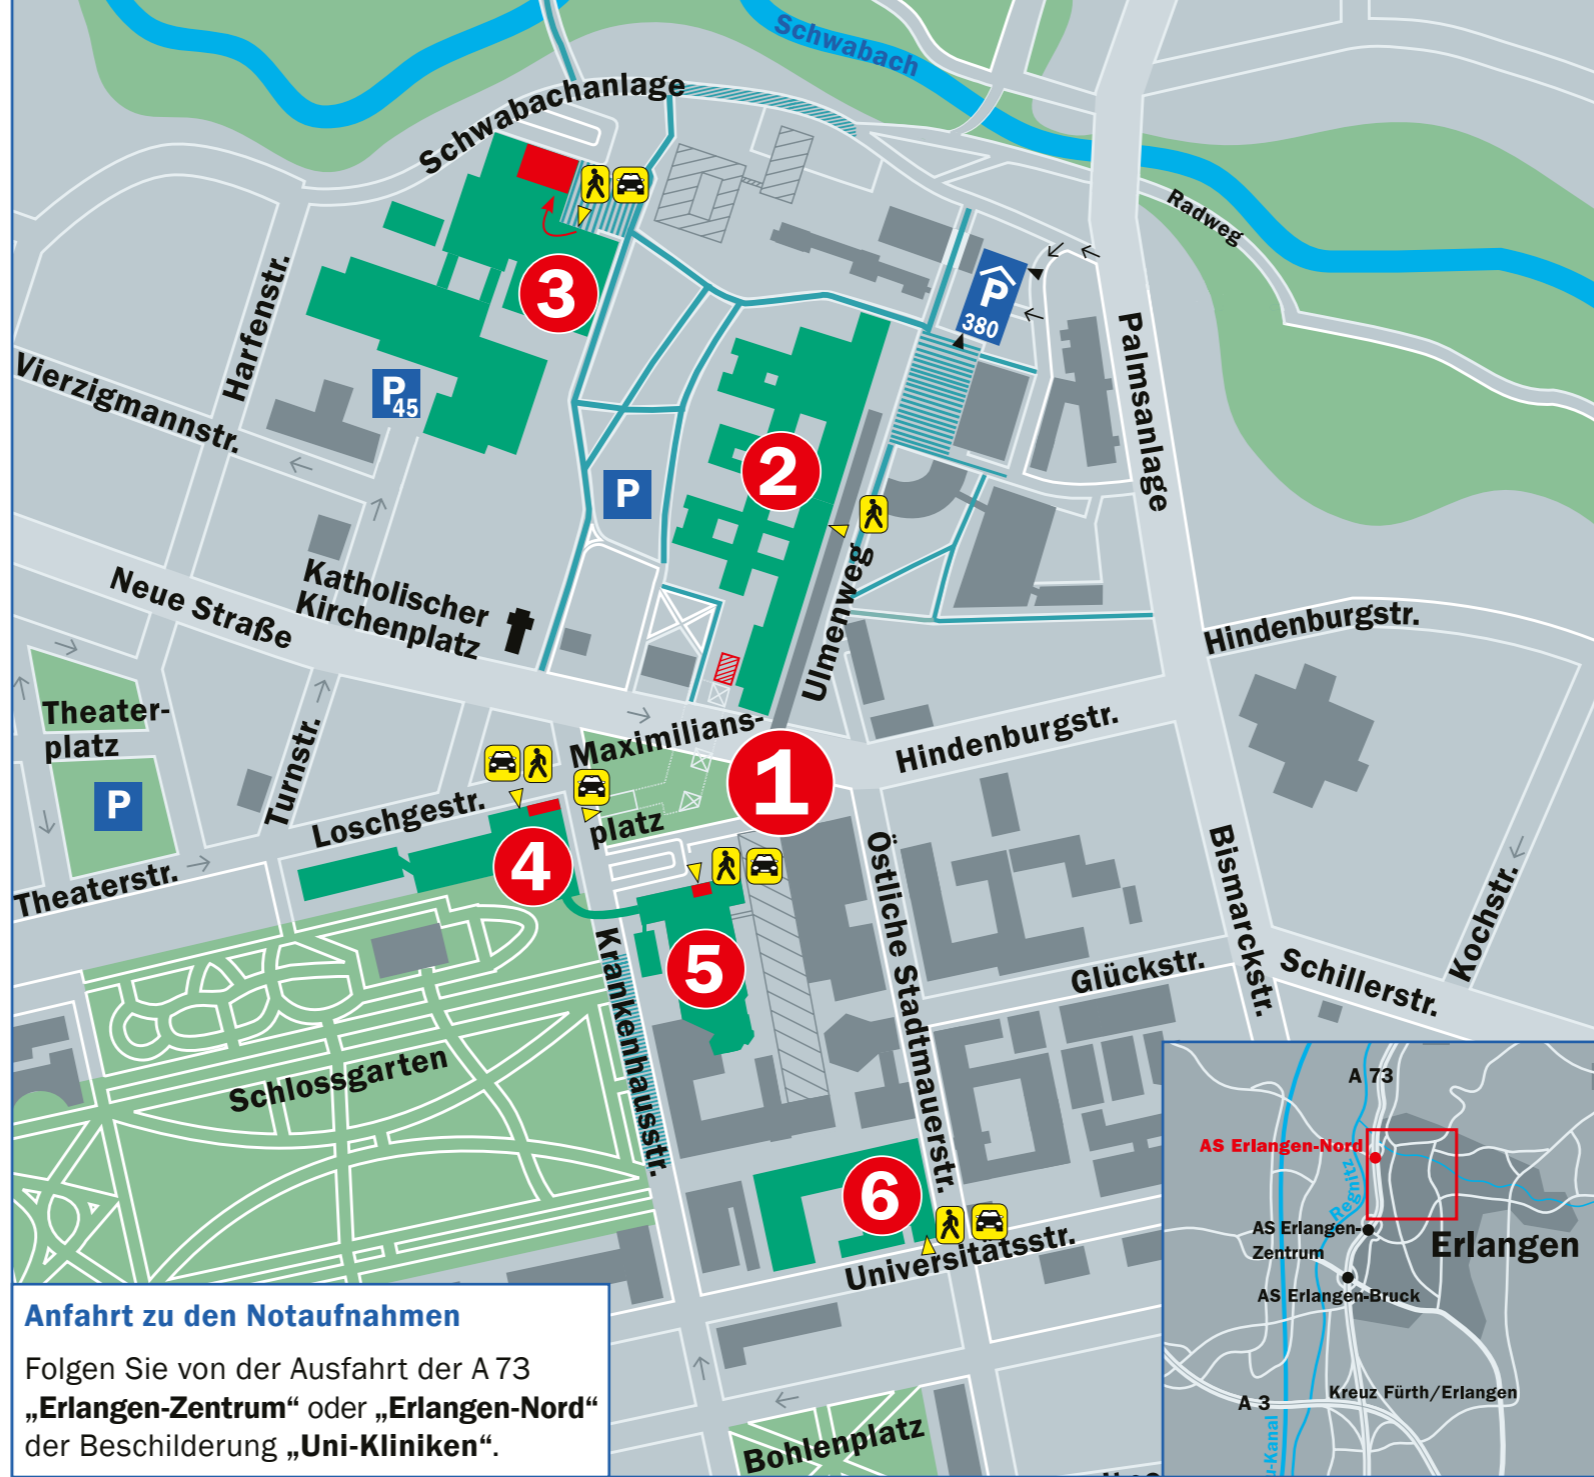 Schwabach
Schwabachanlage
Radweg
3
P
380
Harfenstr.
Palmsanlage
Vierzigmannstr.
P
45
2
P
Ulmenweg
Neue Straße
Katholischer
Kirchenplatz
Hindenburgstr.
Theater-
platz
P
Turnstr.
Maximilians-
platz
1
Hindenburgstr.
Loschgestr.
Theaterstr.
4
5
Östliche Stadtmauerstr.
Bismarckstr.
Kochstr.
Glückstr.
Schillerstr.
Krankenhausstr.
Schlossgarten
6
Universitätsstr.
Bohlenplatz
Anfahrt zu den Notaufnahmen
Folgen Sie von der Ausfahrt der A 73
„Erlangen-Zentrum“ oder „Erlangen-Nord“
der Beschilderung „Uni-Kliniken“.
A 73
AS Erlangen-Nord
Regnitz
AS Erlangen-
Zentrum
Erlangen
AS Erlangen-Bruck
Kreuz Fürth/Erlangen
A 3
u-Kanal